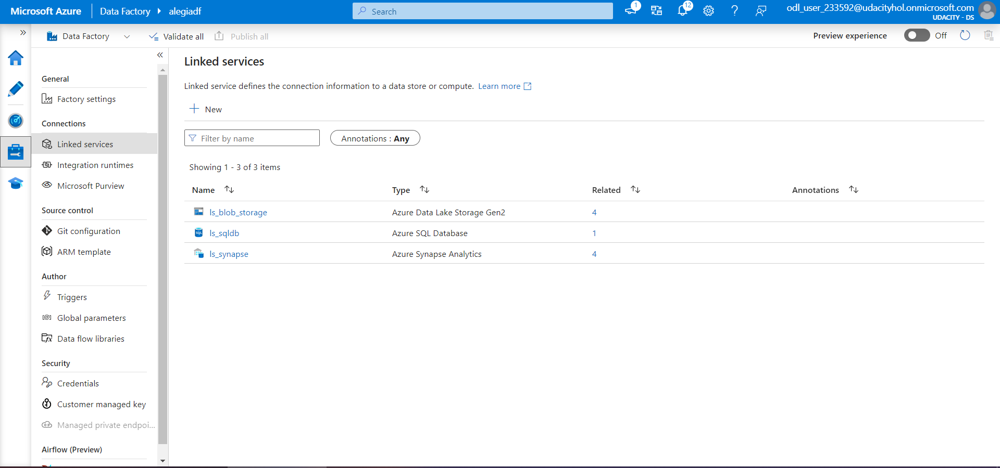 Microsoft Azure
Data Factory
alegiadf
Search
1
12
odl_user_233592@udacityhol.onmicrosoft.com
UDACITY - DS
Data Factory
Validate all
Publish all
Preview experience
Off
General
Factory settings
Connections
Linked services
Integration runtimes
Microsoft Purview
Source control
Git configuration
ARM template
Author
Triggers
Global parameters
Data flow libraries
Security
Credentials
Customer managed key
Managed private endpoi...
Airflow (Preview)
Linked services
Linked service defines the connection information to a data store or compute. Learn more
New
Filter by name
Annotations : Any
Showing 1 - 3 of 3 items
Name Type Related Annotations
ls_blob_storage Azure Data Lake Storage Gen2 4
SQL ls_sqldb Azure SQL Database 1
ls_synapse Azure Synapse Analytics 4